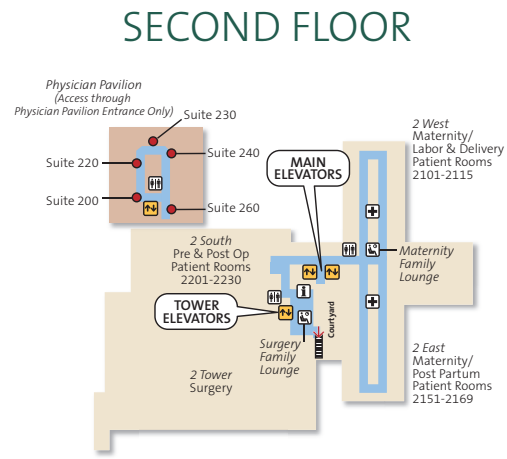 SECOND FLOOR
Physician Pavilion
(Access through
Physician Pavilion Entrance Only)
Suite 230
Suite 220
Suite 240
Suite 200
Suite 260
MAIN
ELEVATORS
2 West
Maternity/
Labor & Delivery
Patient Rooms
2101-2115
2 South
Pre & Post Op
Patient Rooms
2201-2230
Maternity
Family
Lounge
TOWER
ELEVATORS
i
Courtyard
Surgery
Family
Lounge
2 Tower
Surgery
2 East
Maternity/
Post Partum
Patient Rooms
2151-2169